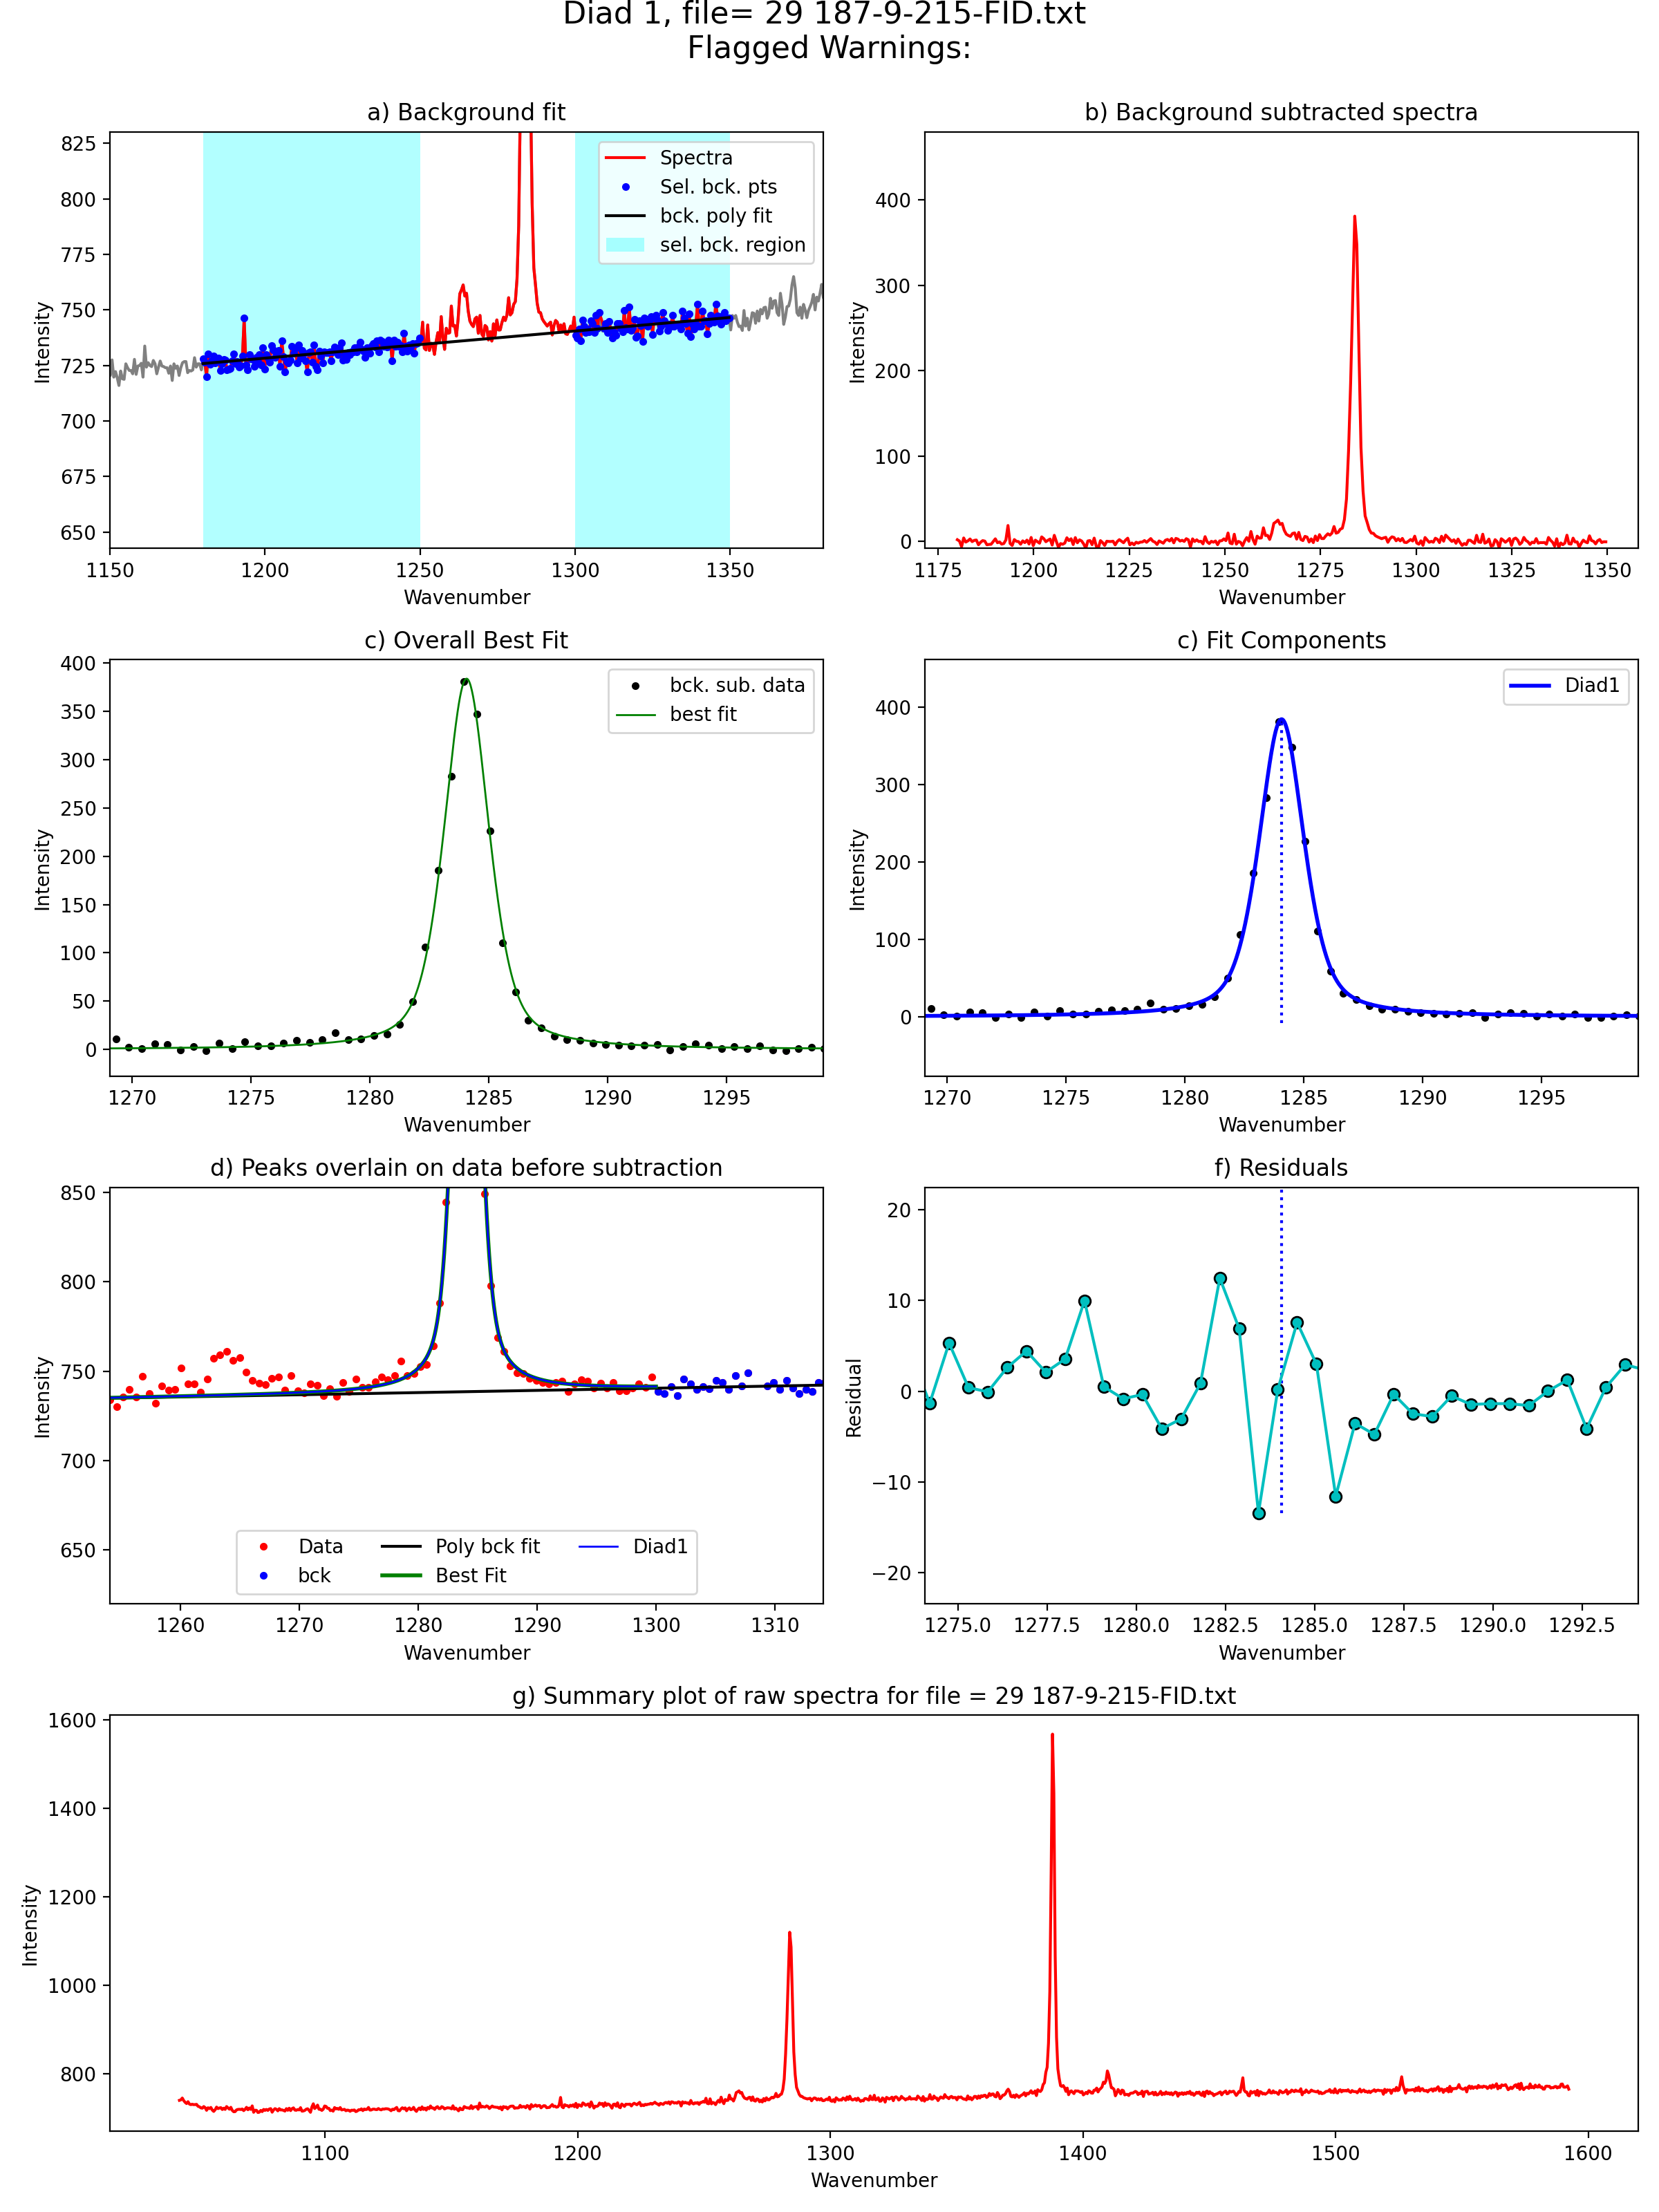 Diad 1, file= 29 187-9-215-FID.txt
Flagged Warnings:
a) Background fit
825
800
775
750
725
700
675
650
Intensity
1150
1200
1250
1300
1350
Wavenumber
Spectra
Sel. bck. pts
bck. poly fit
sel. bck. region
b) Background subtracted spectra
400
300
200
100
0
Intensity
1175
1200
1225
1250
1275
1300
1325
1350
Wavenumber
c) Overall Best Fit
400
350
300
250
200
150
100
50
0
Intensity
1270
1275
1280
1285
1290
1295
Wavenumber
bck. sub. data
best fit
c) Fit Components
400
300
200
100
0
Intensity
1270
1275
1280
1285
1290
1295
Wavenumber
Diad1
d) Peaks overlain on data before subtraction
850
800
750
700
650
Intensity
1260
1270
1280
1290
1300
1310
Wavenumber
Data
bck
Poly bck fit
Best Fit
Diad1
f) Residuals
20
10
0
−10
−20
Residual
1275.0
1277.5
1280.0
1282.5
1285.0
1287.5
1290.0
1292.5
Wavenumber
g) Summary plot of raw spectra for file = 29 187-9-215-FID.txt
1600
1400
1200
1000
800
Intensity
1100
1200
1300
1400
1500
1600
Wavenumber